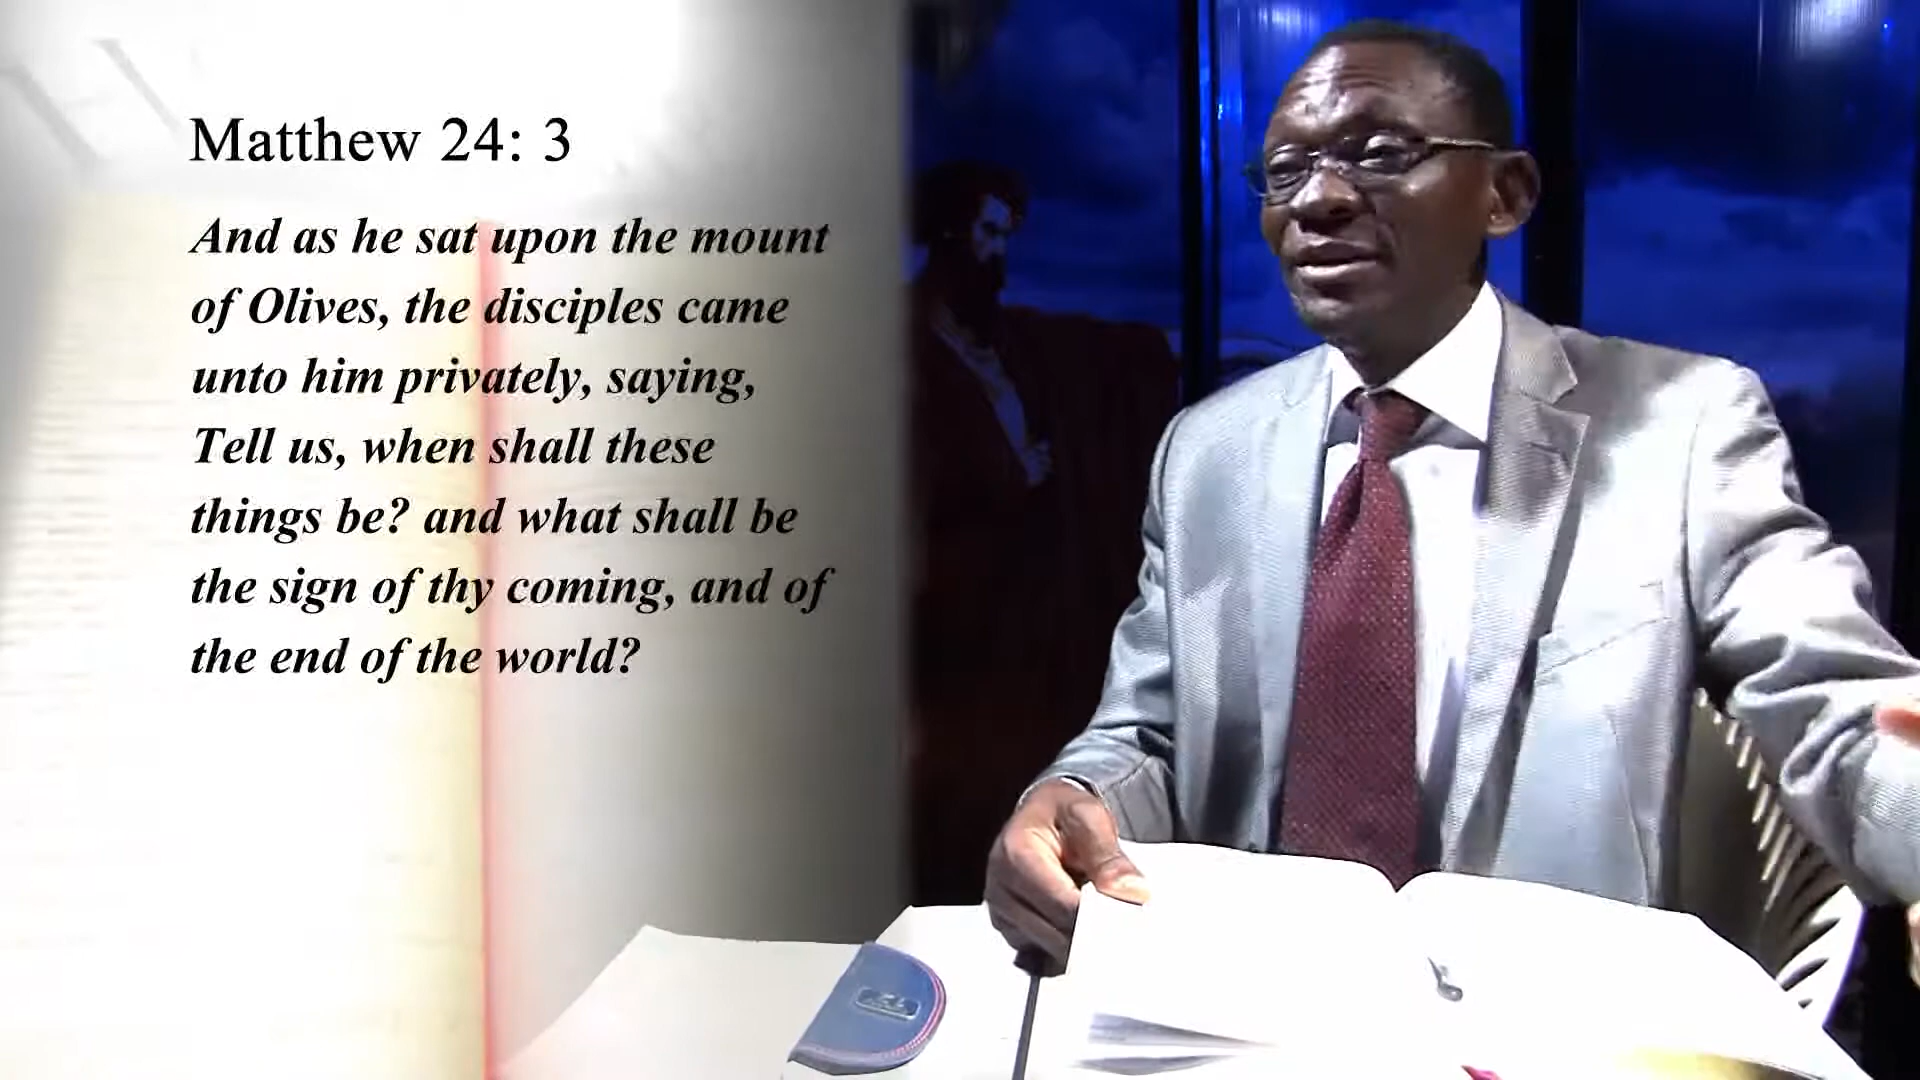 Matthew 24: 3
And as he sat upon the mount
of Olives, the disciples came
unto him privately, saying,
Tell us, when shall these
things be? and what shall be
the sign of thy coming, and of
the end of the world?